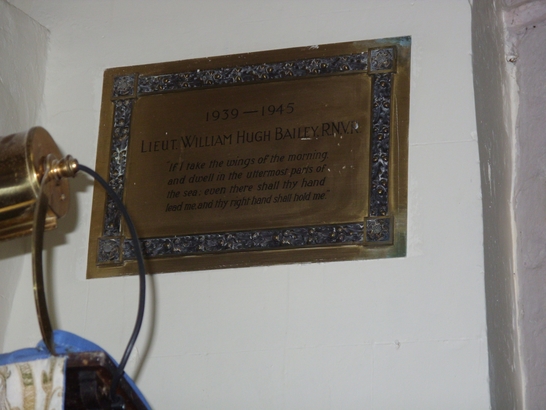 1939 — 1945
LIEUT. WILLIAM HUGH BAILEY, RNVR
"If I take the wings of the morning
and dwell in the uttermost parts of
the sea: even there shall thy hand
lead me and thy right hand shall hold me"